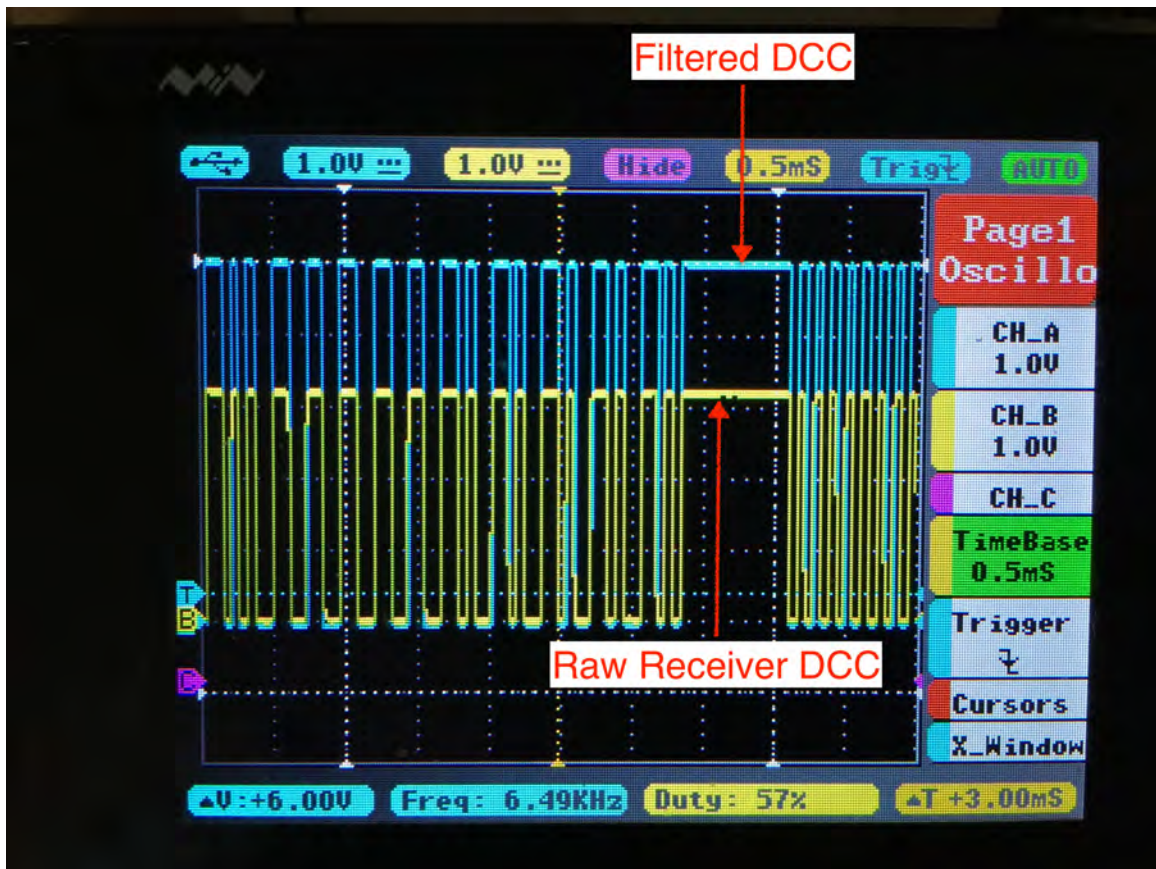 Filtered DCC
MiN
1.0V 1.0V Hide 0.5mS Trig AUTO
Page1
Oscillo
CH_A
1.0V
CH_B
1.0V
CH_C
TimeBase
0.5mS
T
B
Trigger
Raw Receiver DCC
C
Cursors
X_Window
▲V:+6.00V Freq: 6.49KHz Duty: 57% ▲T +3.00mS